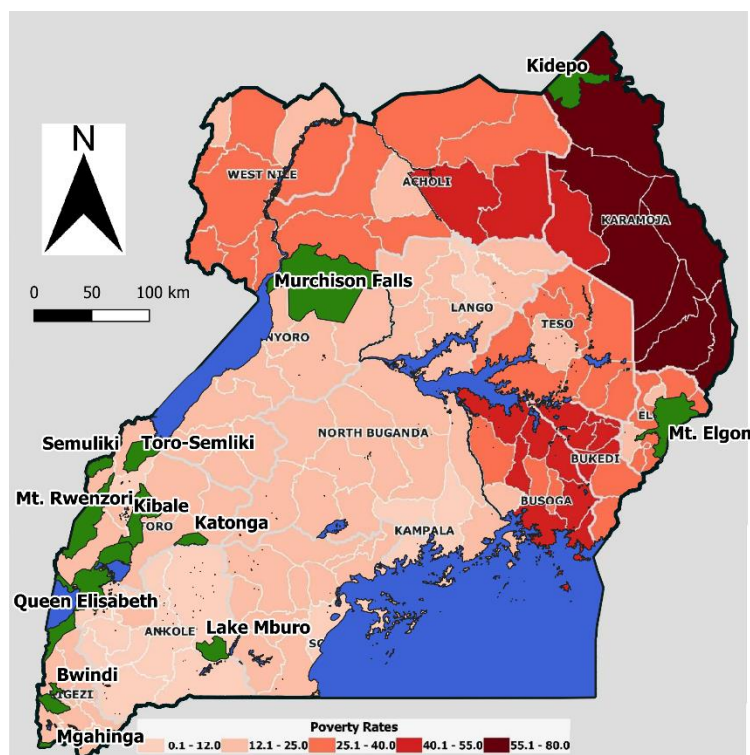 Kidepo
N
WEST NILE
ACHOLI
KARAMOJA
0 50 100 km
Murchison Falls
LANGO
TESO
NYORO
EL
Mt. Elgon
Semuliki
Toro-Semliki
NORTH BUGANDA
BUKEDI
Mt. Rwenzori
Kibale
TORO
Katonga
BUSOGA
KAMPALA
Queen Elisabeth
ANKOLE
Lake Mburo
SO
Bwindi
IGEZI
Mgahinga
Poverty Rates
0.1 - 12.0 12.1 - 25.0 25.1 - 40.0 40.1 - 55.0 55.1 - 80.0